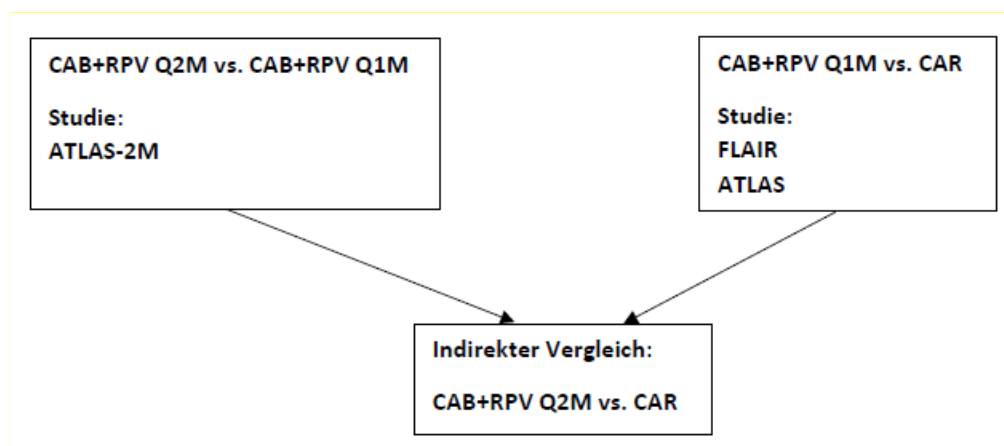 CAB+RPV Q2M vs. CAB+RPV Q1M
Studie:
ATLAS-2M
CAB+RPV Q1M vs. CAR
Studie:
FLAIR
ATLAS
Indirekter Vergleich:
CAB+RPV Q2M vs. CAR